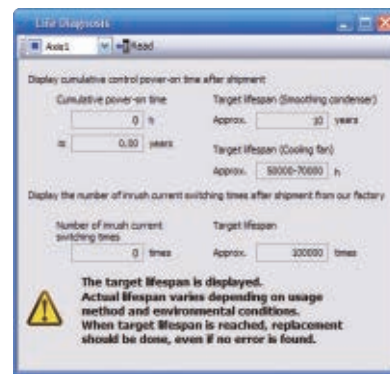 Life Diagnosis
Axis1 Read
Display cumulative control power-on time after shipment
Cumulative power-on time
0 h
≅ 0.00 years
Target lifespan (Smoothing condenser)
Approx. 10 years
Target lifespan (Cooling fan)
Approx. 50000-70000 h
Display the number of inrush current switching times after shipment from our factory
Number of inrush current
switching times
0 times
Target lifespan
Approx. 100000 times
The target lifespan is displayed.
Actual lifespan varies depending on usage
method and environmental conditions.
When target lifespan is reached, replacement
should be done, even if no error is found.